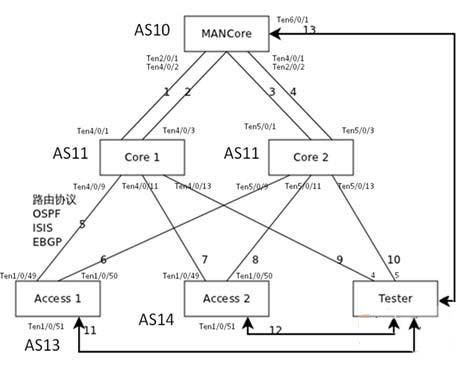 AS10
MANCore
Ten6/0/1
13
Ten2/0/1
Ten4/0/1
Ten4/0/2
Ten2/0/2
1
2
3
4
Ten4/0/1
Ten4/0/3
Ten5/0/1
Ten5/0/3
AS11
Core 1
AS11
Core 2
Ten4/0/9
Ten4/0/11
Ten4/0/13
Ten5/0/9
Ten5/0/11
Ten5/0/13
路由协议
OSPF
ISIS
EBGP
5
6
7
8
9
10
Ten1/0/49
Ten1/0/50
Ten1/0/49
Ten1/0/50
4
5
Access 1
Access 2
Tester
AS14
Ten1/0/51
11
Ten1/0/51
12
AS13